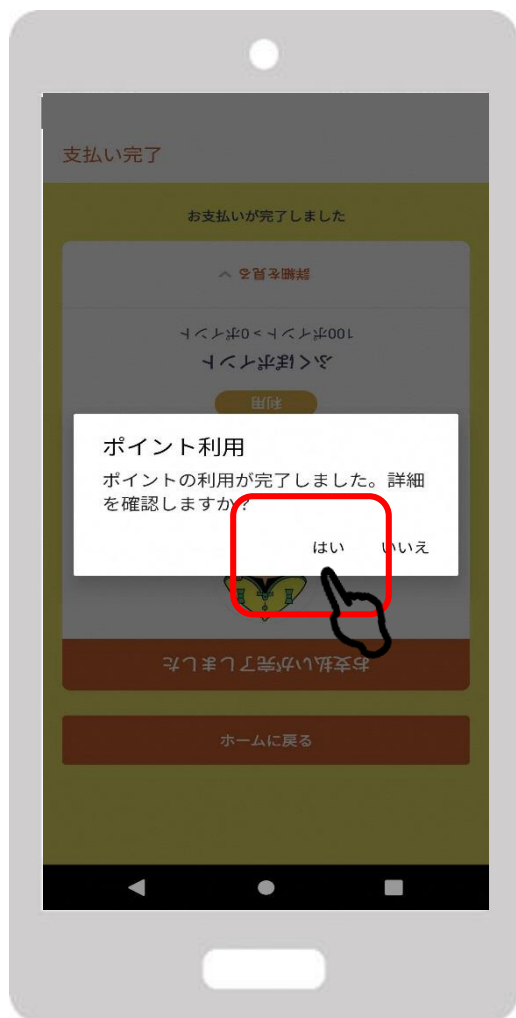 支払い完了
お支払いが完了しました
詳細を見る
100ポイント > 0ポイント
ポイント
利用
ポイント利用
ポイントの利用が完了しました。詳細
を確認しますか？
はい いいえ
お支払いが完了しました
ホームに戻る